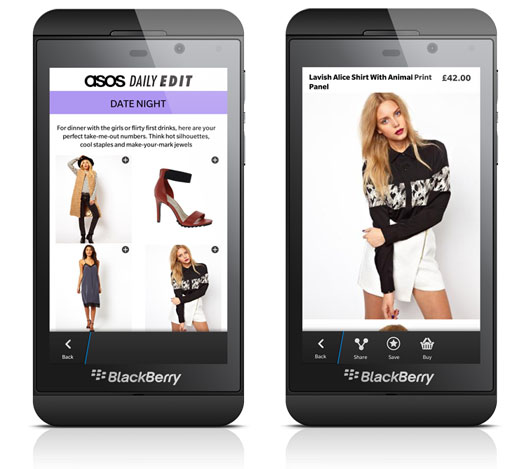 asos DAILY EDIT
DATE NIGHT
For dinner with the girls or flirty first drinks, here are your
perfect take-me-out numbers. Think hot silhouettes,
cool staples and make-your-mark jewels
Back
BlackBerry
Lavish Alice Shirt With Animal Print £42.00
Panel
Back
Share
Save
Buy
BlackBerry